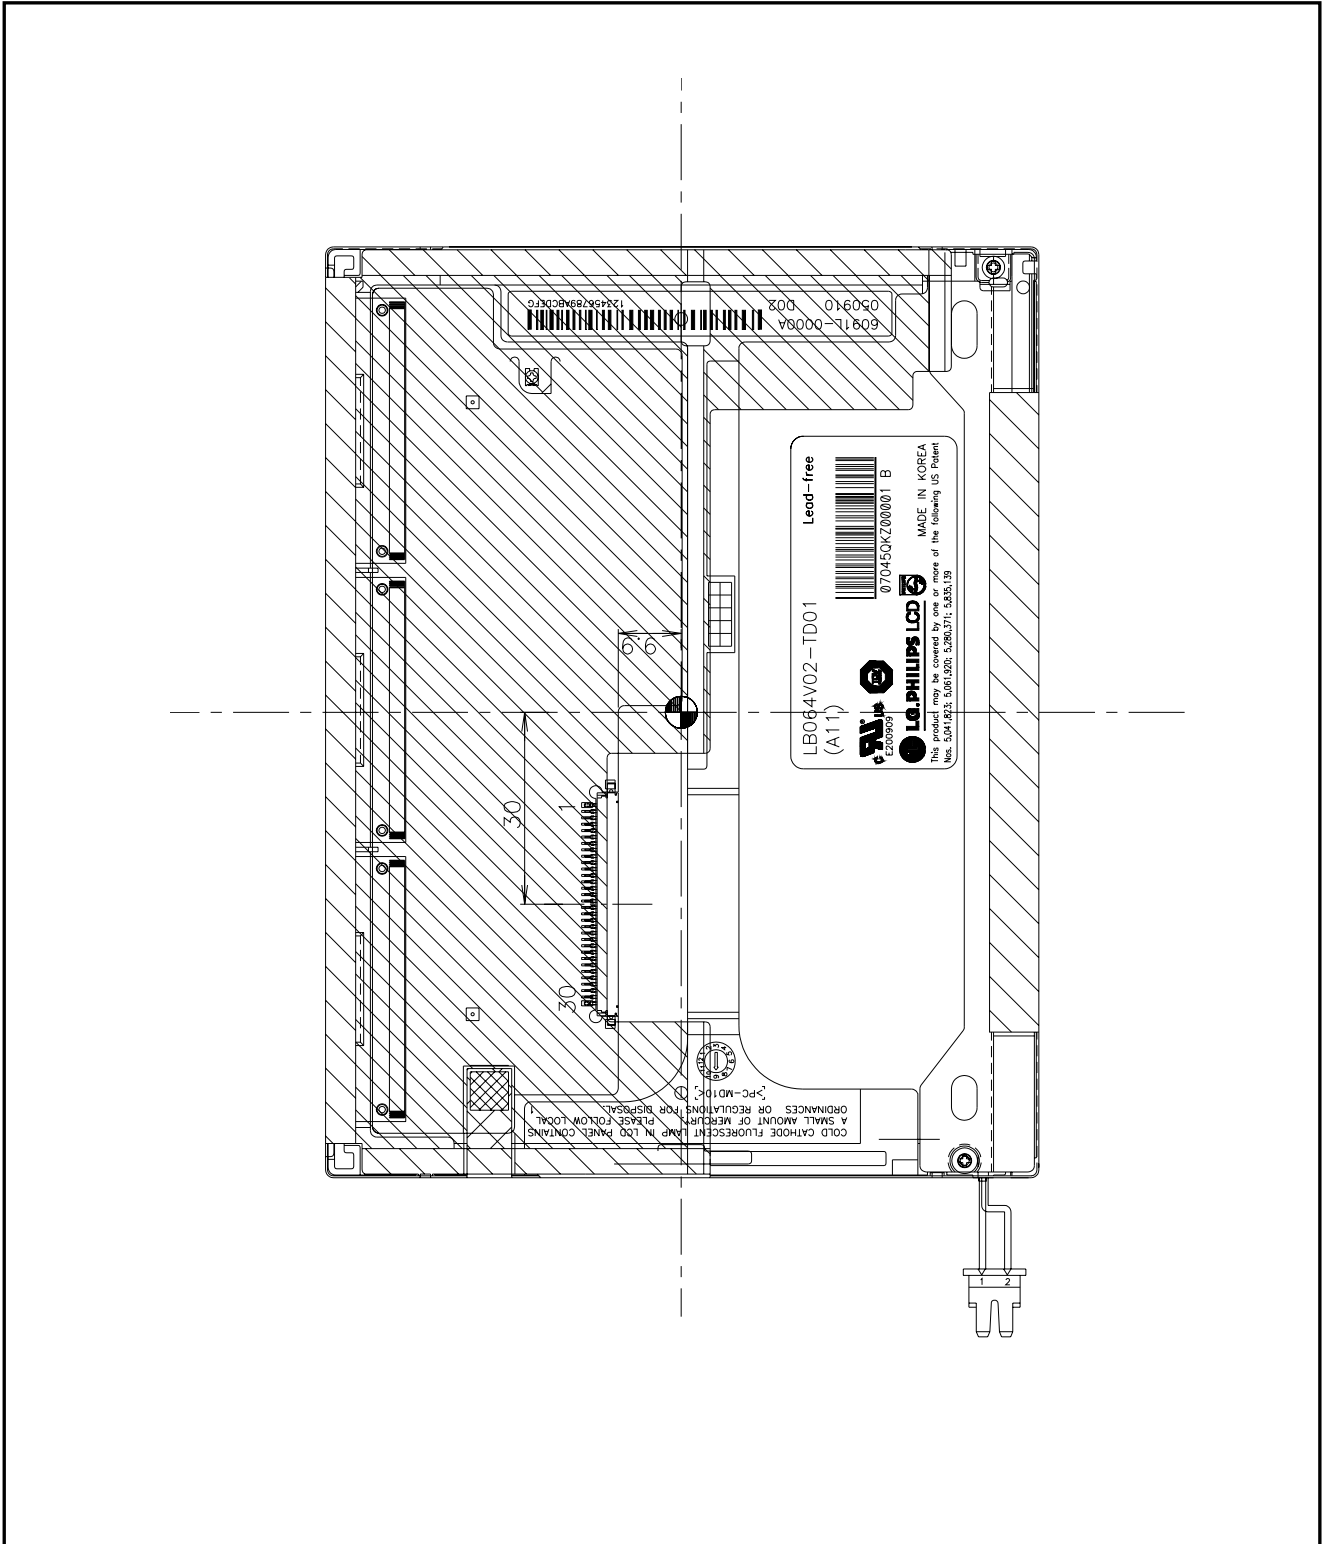 6091L-0000A
050910 D02
123456789ABCDEFG
LB064V02-TD01
(A11)
Lead-free
07045QKZ00001 B
E200909
LG.PHILIPS LCD
MADE IN KOREA
This product may be covered by one or more of the following US Patent
Nos. 5,041,823; 5,061,920; 5,280,371; 5,835,139
6.6
30
1
30
>PC-MD10<
COLD CATHODE FLUORESCENT LAMP IN LCD PANEL CONTAINS
A SMALL AMOUNT OF MERCURY. PLEASE FOLLOW LOCAL
ORDINANCES OR REGULATIONS FOR DISPOSAL.
1 2